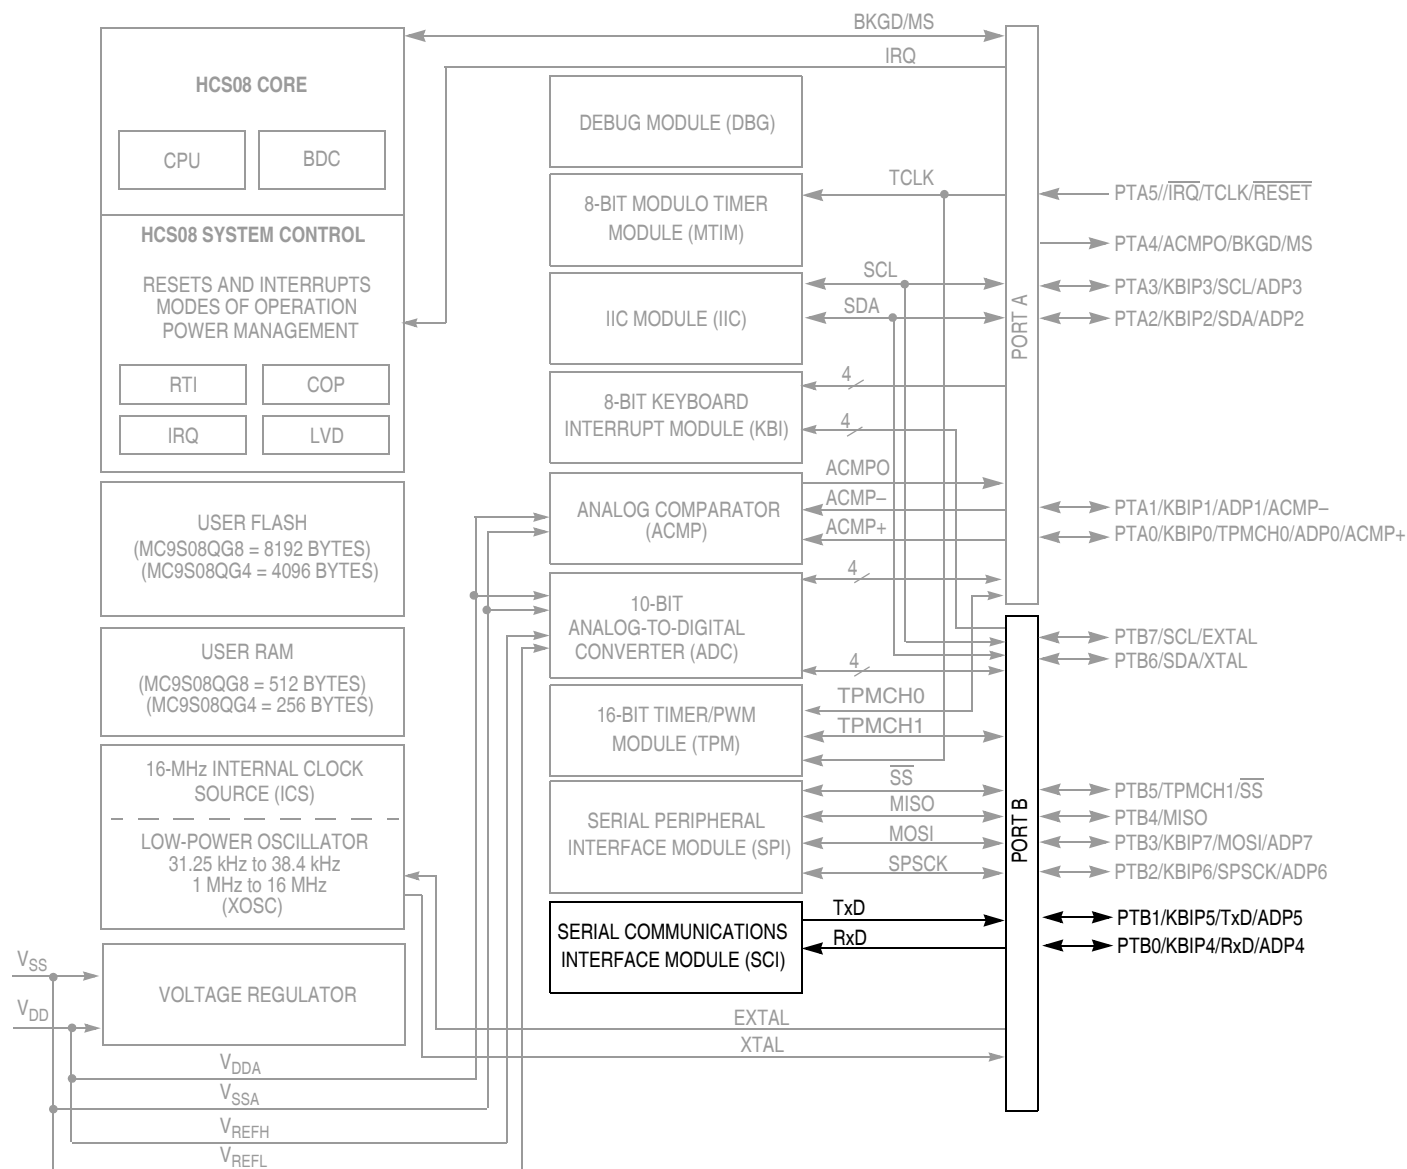 BKGD/MS
IRQ
HCS08 CORE
CPU
BDC
HCS08 SYSTEM CONTROL
RESETS AND INTERRUPTS
MODES OF OPERATION
POWER MANAGEMENT
RTI
COP
IRQ
LVD
USER FLASH
(MC9S08QG8 = 8192 BYTES)
(MC9S08QG4 = 4096 BYTES)
USER RAM
(MC9S08QG8 = 512 BYTES)
(MC9S08QG4 = 256 BYTES)
16-MHz INTERNAL CLOCK
SOURCE (ICS)
LOW-POWER OSCILLATOR
31.25 kHz to 38.4 kHz
1 MHz to 16 MHz
(XOSC)
VSS
VDD
VOLTAGE REGULATOR
VDDA
VSSA
VREFH
VREFL
DEBUG MODULE (DBG)
8-BIT MODULO TIMER
MODULE (MTIM)
TCLK
IIC MODULE (IIC)
SCL
SDA
8-BIT KEYBOARD
INTERRUPT MODULE (KBI)
4
4
ANALOG COMPARATOR
(ACMP)
ACMPO
ACMP–
ACMP+
10-BIT
ANALOG-TO-DIGITAL
CONVERTER (ADC)
4
4
16-BIT TIMER/PWM
MODULE (TPM)
TPMCH0
TPMCH1
SERIAL PERIPHERAL
INTERFACE MODULE (SPI)
SS
MISO
MOSI
SPSCK
SERIAL COMMUNICATIONS
INTERFACE MODULE (SCI)
TxD
RxD
EXTAL
XTAL
PORT A
PORT B
PTA5//IRQ/TCLK/RESET
PTA4/ACMPO/BKGD/MS
PTA3/KBIP3/SCL/ADP3
PTA2/KBIP2/SDA/ADP2
PTA1/KBIP1/ADP1/ACMP–
PTA0/KBIP0/TPMCH0/ADP0/ACMP+
PTB7/SCL/EXTAL
PTB6/SDA/XTAL
PTB5/TPMCH1/SS
PTB4/MISO
PTB3/KBIP7/MOSI/ADP7
PTB2/KBIP6/SPSCK/ADP6
PTB1/KBIP5/TxD/ADP5
PTB0/KBIP4/RxD/ADP4